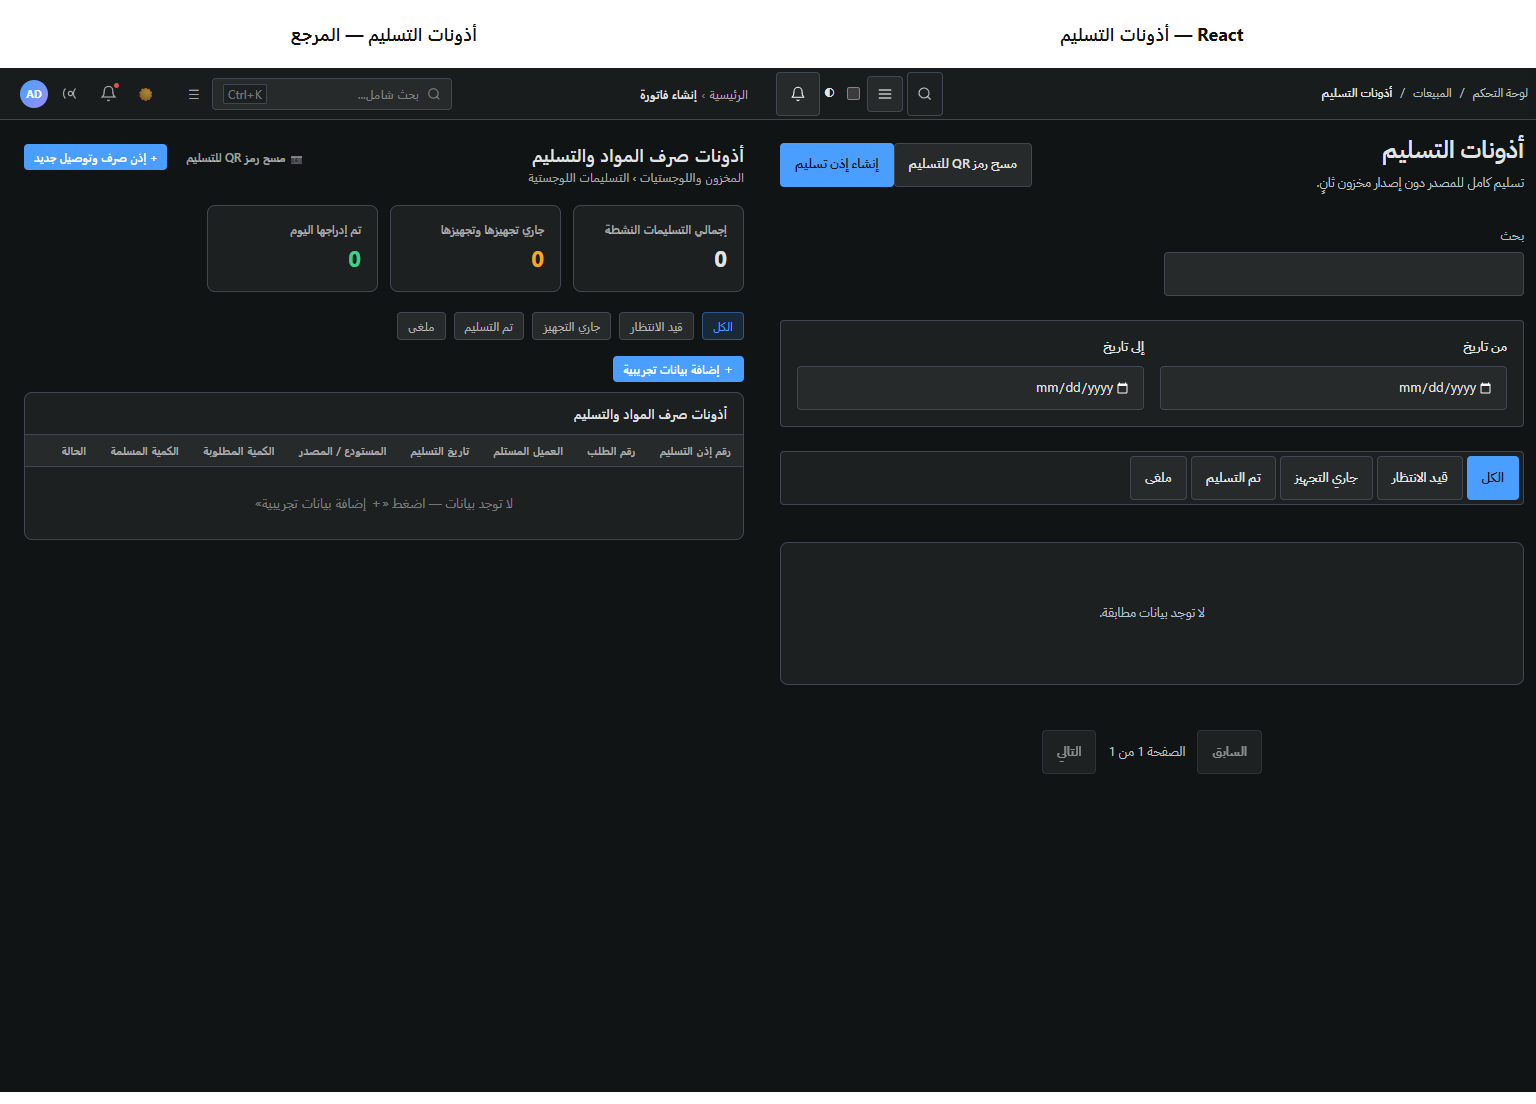 React — أذونات التسليم
لوحة التحكم / المبيعات / أذونات التسليم
أذونات التسليم
تسليم كامل للمصدر دون إصدار مخزون ثانٍ.
مسح رمز QR للتسليم
إنشاء إذن تسليم
بحث
من تاريخ
إلى تاريخ
mm/dd/yyyy
mm/dd/yyyy
الكل
قيد الانتظار
جاري التجهيز
تم التسليم
ملغى
لا توجد بيانات مطابقة.
السابق
الصفحة 1 من 1
التالي
أذونات التسليم — المرجع
الرئيسية › إنشاء فاتورة
بحث شامل...
Ctrl+K
AD
أذونات صرف المواد والتسليم
المخزون واللوجستيات › التسليمات اللوجستية
مسح رمز QR للتسليم
+ إذن صرف وتوصيل جديد
إجمالي التسليمات النشطة
0
جاري تجهيزها وتجهيزها
0
تم إدراجها اليوم
0
الكل
قيد الانتظار
جاري التجهيز
تم التسليم
ملغى
+ إضافة بيانات تجريبية
أذونات صرف المواد والتسليم
رقم إذن التسليم
رقم الطلب
العميل المستلم
تاريخ التسليم
المستودع / المصدر
الكمية المطلوبة
الكمية المسلمة
الحالة
لا توجد بيانات — اضغط «+ إضافة بيانات تجريبية»